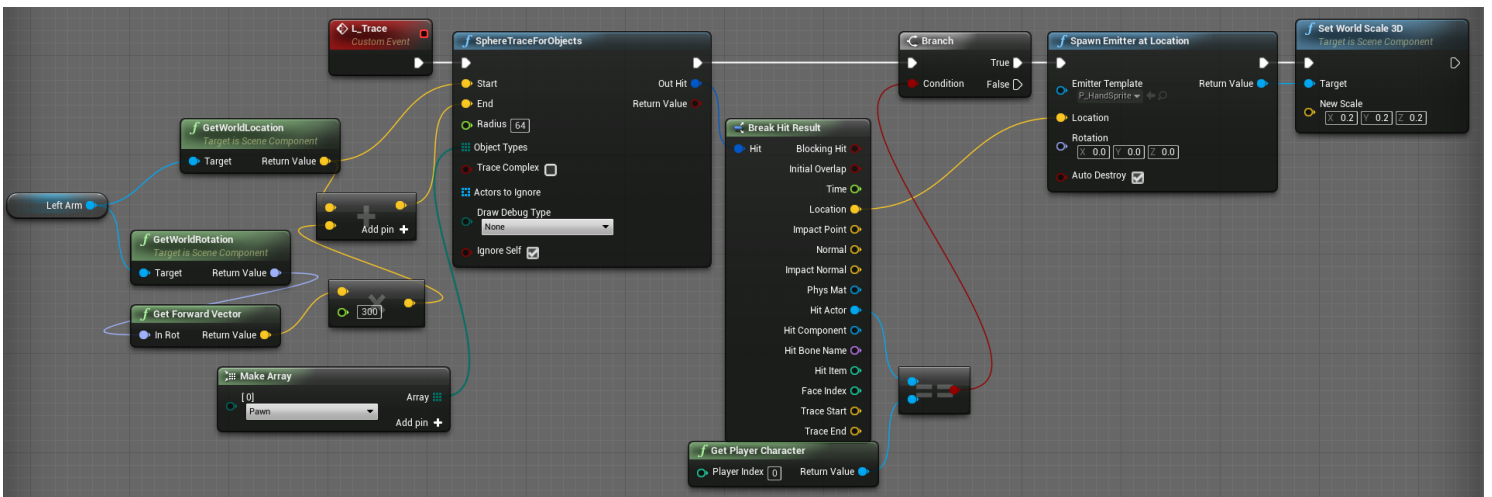 L_Trace
Custom Event
SphereTraceForObjects
Start
End
Radius 64
Object Types
Trace Complex
Actors to Ignore
Draw Debug Type
None
Ignore Self
Out Hit
Return Value
Branch
Condition
True
False
Spawn Emitter at Location
Emitter Template
P_HandSprite
Location
Rotation
X 0.0 Y 0.0 Z 0.0
Auto Destroy
Return Value
Set World Scale 3D
Target is Scene Component
Target
New Scale
X 0.2 Y 0.2 Z 0.2
GetWorldLocation
Target is Scene Component
Target Return Value
Left Arm
Add pin +
GetWorldRotation
Target is Scene Component
Target Return Value
300
Get Forward Vector
In Rot Return Value
Make Array
[0]
Pawn
Array
Add pin +
Break Hit Result
Hit
Blocking Hit
Initial Overlap
Time
Location
Impact Point
Normal
Impact Normal
Phys Mat
Hit Actor
Hit Component
Hit Bone Name
Hit Item
Face Index
Trace Start
Trace End
==
Get Player Character
Player Index 0 Return Value